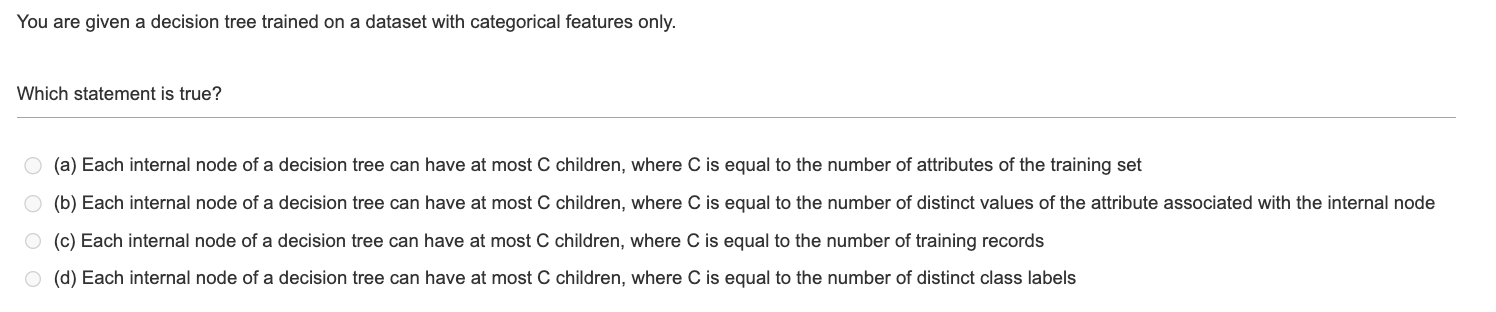 You are given a decision tree trained on a dataset with categorical features only.
Which statement is true?
(a) Each internal node of a decision tree can have at most C children, where C is equal to the number of attributes of the training set
(b) Each internal node of a decision tree can have at most C children, where C is equal to the number of distinct values of the attribute associated with the internal node
(c) Each internal node of a decision tree can have at most C children, where C is equal to the number of training records
(d) Each internal node of a decision tree can have at most C children, where C is equal to the number of distinct class labels